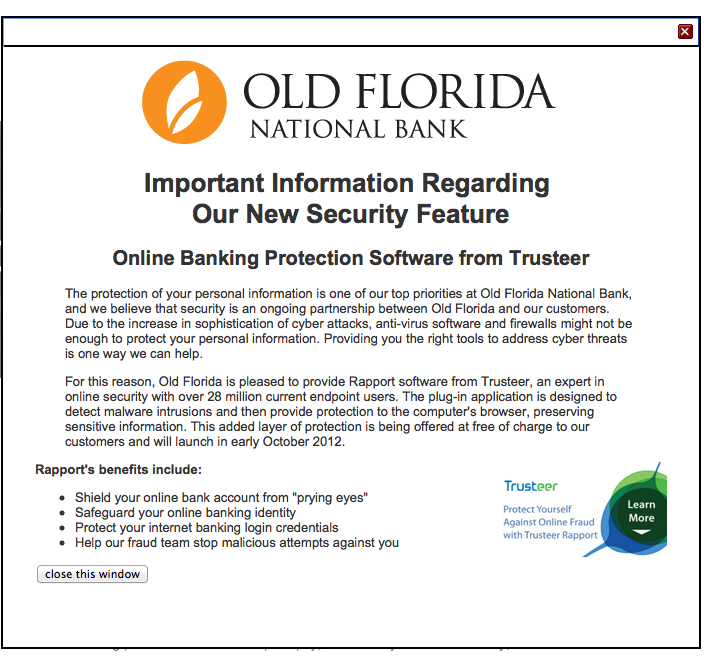 OLD FLORIDA
NATIONAL BANK
Important Information Regarding
Our New Security Feature
Online Banking Protection Software from Trusteer
The protection of your personal information is one of our top priorities at Old Florida National Bank,
and we believe that security is an ongoing partnership between Old Florida and our customers.
Due to the increase in sophistication of cyber attacks, anti-virus software and firewalls might not be
enough to protect your personal information. Providing you the right tools to address cyber threats
is one way we can help.
For this reason, Old Florida is pleased to provide Rapport software from Trusteer, an expert in
online security with over 28 million current endpoint users. The plug-in application is designed to
detect malware intrusions and then provide protection to the computer's browser, preserving
sensitive information. This added layer of protection is being offered at free of charge to our
customers and will launch in early October 2012.
Rapport's benefits include:
• Shield your online bank account from "prying eyes"
• Safeguard your online banking identity
• Protect your internet banking login credentials
• Help our fraud team stop malicious attempts against you
Trusteer
Protect Yourself
Against Online Fraud
with Trusteer Rapport
Learn
More
close this window